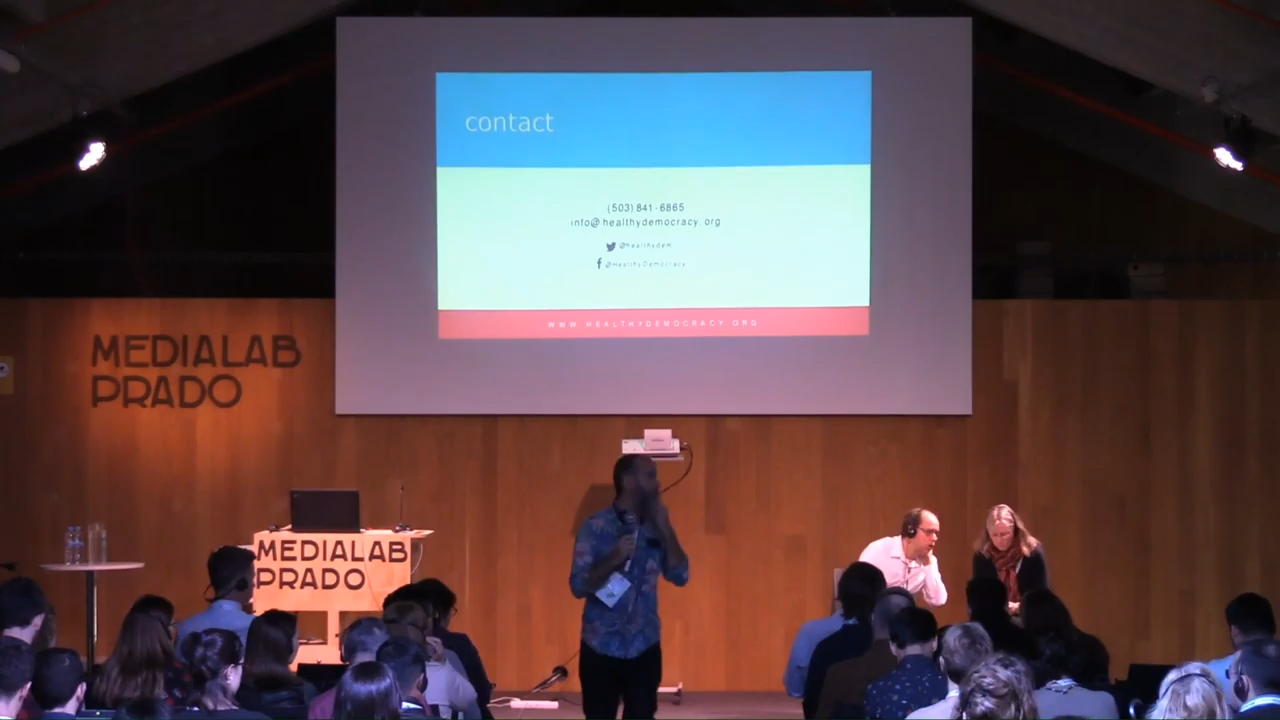 contact
(503) 841-6865
info@healthydemocracy.org
@healthydem
@HealthyDemocracy
WWW.HEALTHYDEMOCRACY.ORG
MEDIALAB
PRADO
MEDIALAB
PRADO